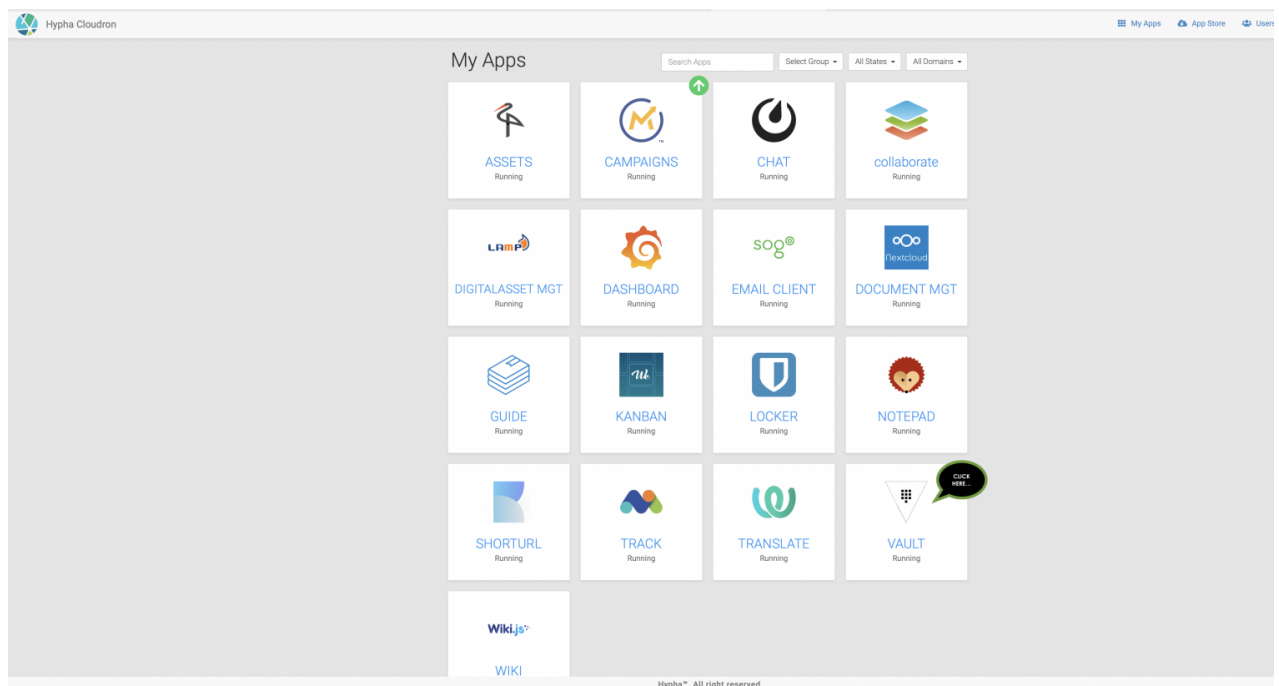 Hypha Cloudron
My Apps
App Store
Users
My Apps
Search Apps
Select Group
All States
All Domains
ASSETS
Running
CAMPAIGNS
Running
CHAT
Running
collaborate
Running
LAMP
DIGITALASSET MGT
Running
DASHBOARD
Running
sogo
EMAIL CLIENT
Running
nextcloud
DOCUMENT MGT
Running
GUIDE
Running
KANBAN
Running
LOCKER
Running
NOTEPAD
Running
SHORTURL
Running
TRACK
Running
TRANSLATE
Running
CLICK
HERE...
VAULT
Running
Wiki.js
WIKI
Hypha™. All right reserved.